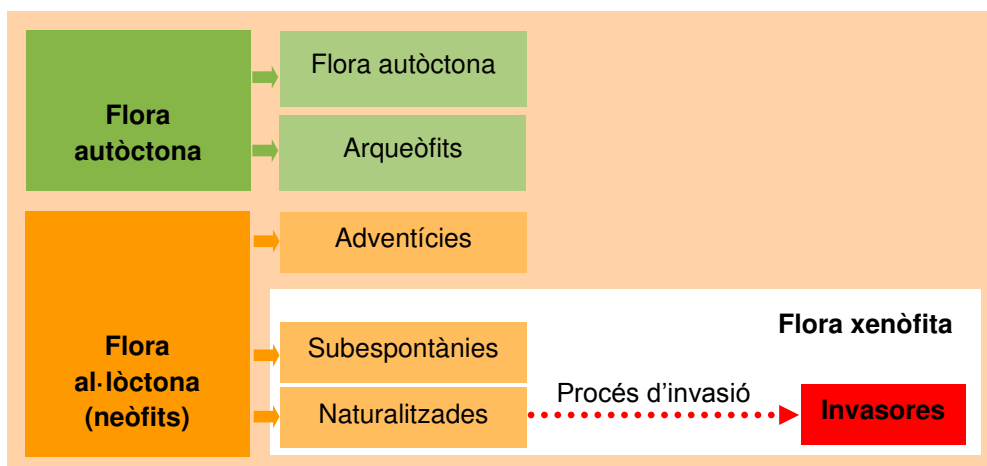 Flora
autòctona
Flora autòctona
Arqueòfits
Flora
al·lòctona
(neòfits)
Adventícies
Flora xenòfita
Subespontànies
Naturalitzades
Procés d’invasió
Invasores